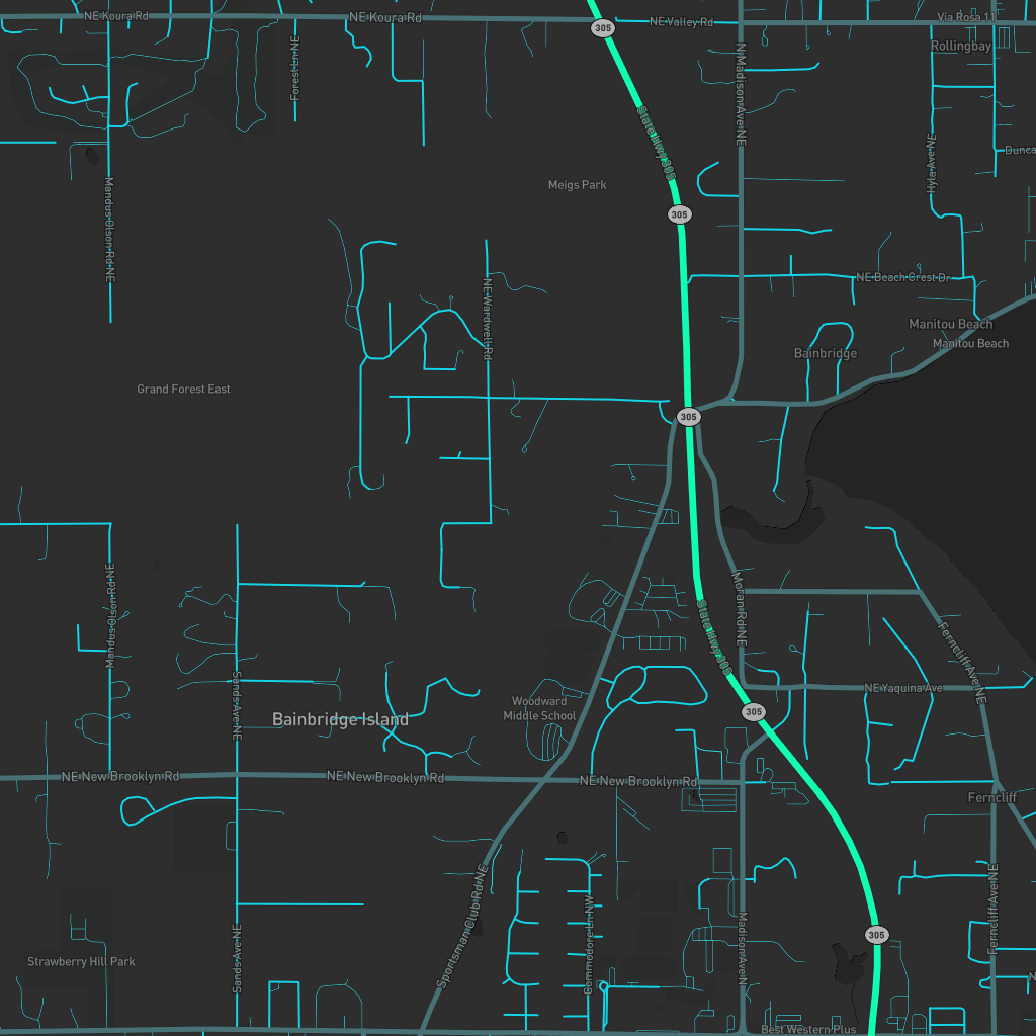 NE Koura Rd
NE Koura Rd
305
NE Valley Rd
Via Rosa 11
Rollingbay
Forest Ln NE
N Madison Ave NE
State Hwy 305
Hyla Ave NE
Dunca
Mandus Olson Rd NE
Meigs Park
305
NE Beach Crest Dr
NE Wardwell Rd
Manitou Beach
Manitou Beach
Bainbridge
Grand Forest East
305
Mandus Olson Rd NE
Moran Rd NE
State Hwy 305
Ferncliff Ave NE
Sands Ave NE
NE Yaquina Ave
Woodward
Middle School
305
Bainbridge Island
NE New Brooklyn Rd
NE New Brooklyn Rd
NE New Brooklyn Rd
Ferncliff
Sportsman Club Rd NE
Ferncliff Ave NE
Commodore Ln NW
Madison Ave N
305
Sands Ave NE
Strawberry Hill Park
N
Best Western Plus